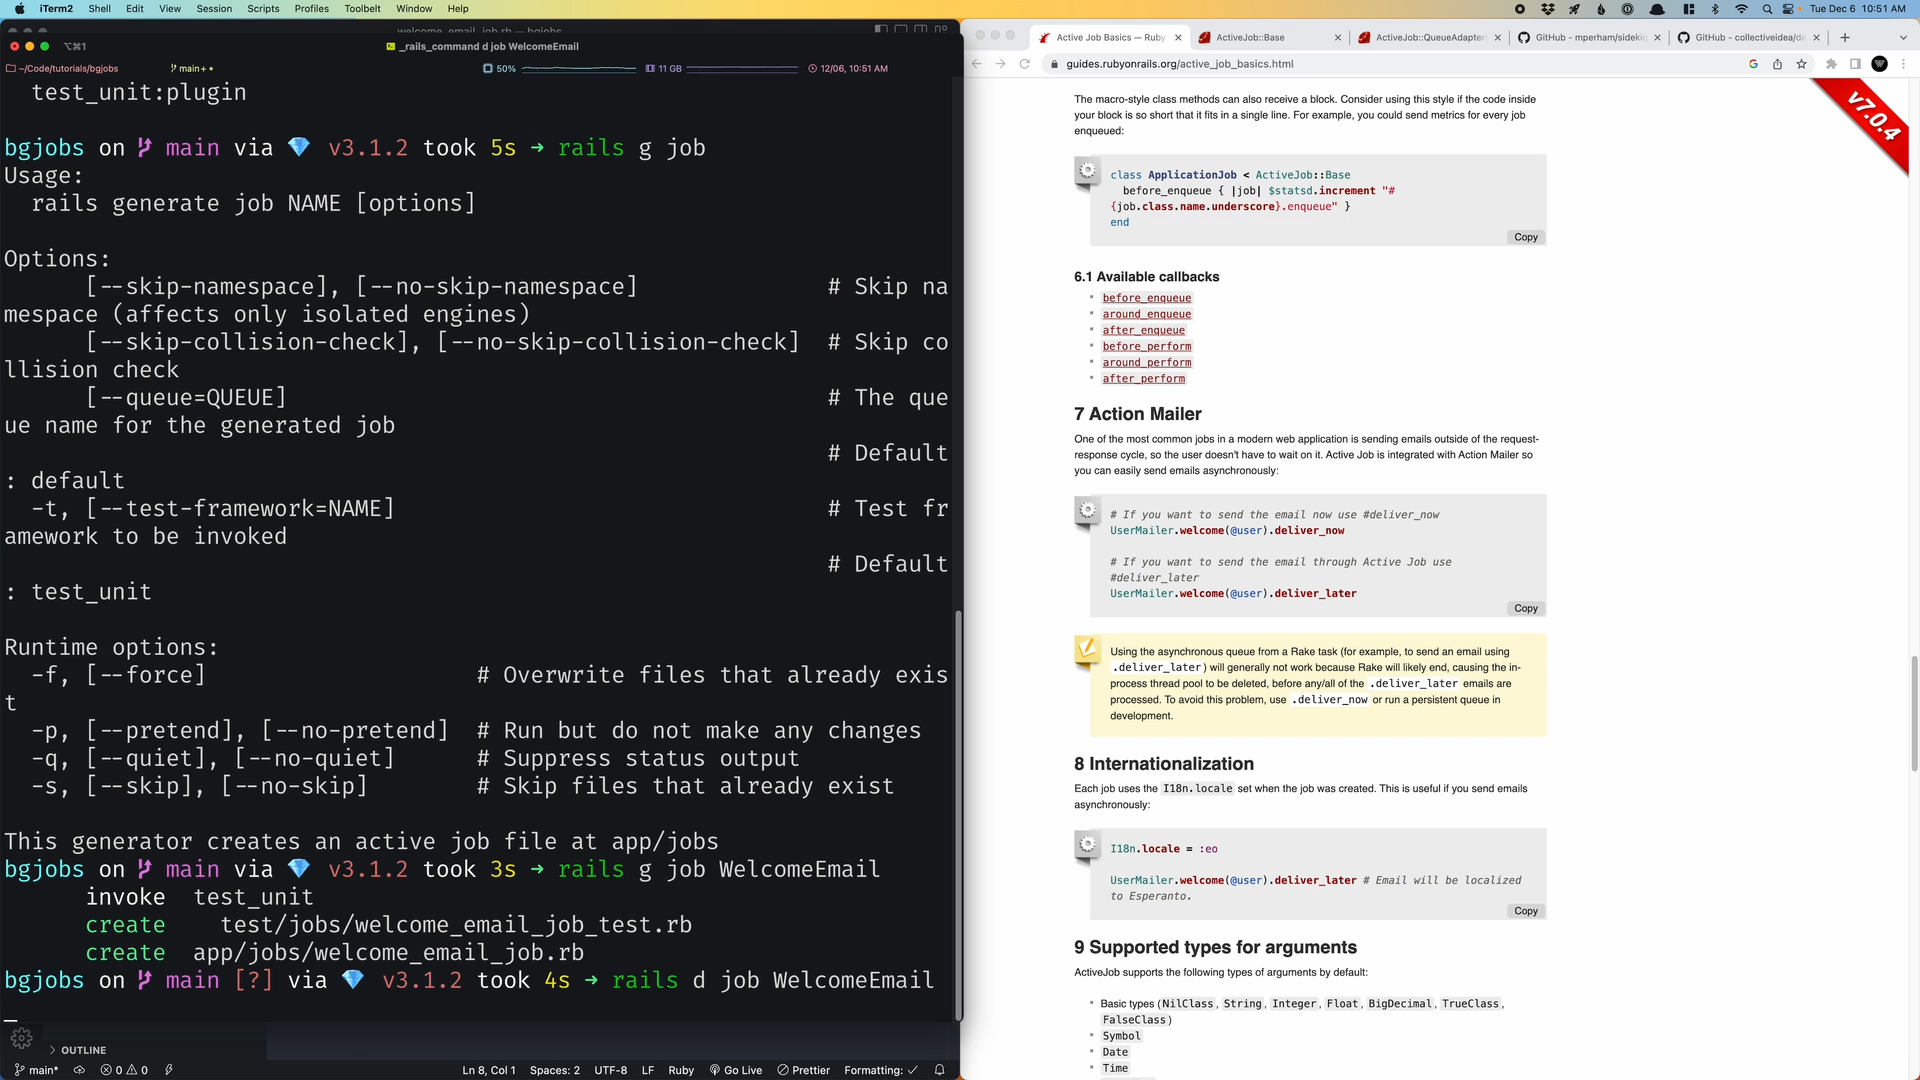 iTerm2 Shell Edit View Session Scripts Profiles Toolbelt Window Help
Tue Dec 6 10:51 AM
welcome_email_job.rb — bgjobs
⌥⌘1
_rails_command d job WelcomeEmail
~/Code/tutorials/bgjobs
main+ •
50%
11 GB
12/06, 10:51 AM
test_unit:plugin
bgjobs on main via 💎 v3.1.2 took 5s → rails g job
Usage:
rails generate job NAME [options]
Options:
[--skip-namespace], [--no-skip-namespace] # Skip na
mespace (affects only isolated engines)
[--skip-collision-check], [--no-skip-collision-check] # Skip co
llision check
[--queue=QUEUE] # The que
ue name for the generated job
# Default
: default
-t, [--test-framework=NAME] # Test fr
amework to be invoked
# Default
: test_unit
Runtime options:
-f, [--force] # Overwrite files that already exis
t
-p, [--pretend], [--no-pretend] # Run but do not make any changes
-q, [--quiet], [--no-quiet] # Suppress status output
-s, [--skip], [--no-skip] # Skip files that already exist
This generator creates an active job file at app/jobs
bgjobs on main via 💎 v3.1.2 took 3s → rails g job WelcomeEmail
invoke test_unit
create test/jobs/welcome_email_job_test.rb
create app/jobs/welcome_email_job.rb
bgjobs on main [?] via 💎 v3.1.2 took 4s → rails d job WelcomeEmail
OUTLINE
main*
0 0
Ln 8, Col 1 Spaces: 2 UTF-8 LF Ruby Go Live Prettier Formatting: ✓
Active Job Basics — Ruby
ActiveJob::Base
ActiveJob::QueueAdapters
GitHub - mperham/sidekic
GitHub - collectiveidea/de
guides.rubyonrails.org/active_job_basics.html
v7.0.4
The macro-style class methods can also receive a block. Consider using this style if the code inside
your block is so short that it fits in a single line. For example, you could send metrics for every job
enqueued:
class ApplicationJob < ActiveJob::Base
before_enqueue { |job| $statsd.increment "#
{job.class.name.underscore}.enqueue" }
end
Copy
6.1 Available callbacks
before_enqueue
around_enqueue
after_enqueue
before_perform
around_perform
after_perform
7 Action Mailer
One of the most common jobs in a modern web application is sending emails outside of the request-
response cycle, so the user doesn't have to wait on it. Active Job is integrated with Action Mailer so
you can easily send emails asynchronously:
# If you want to send the email now use #deliver_now
UserMailer.welcome(@user).deliver_now
# If you want to send the email through Active Job use
#deliver_later
UserMailer.welcome(@user).deliver_later
Copy
Using the asynchronous queue from a Rake task (for example, to send an email using
.deliver_later) will generally not work because Rake will likely end, causing the in-
process thread pool to be deleted, before any/all of the .deliver_later emails are
processed. To avoid this problem, use .deliver_now or run a persistent queue in
development.
8 Internationalization
Each job uses the I18n.locale set when the job was created. This is useful if you send emails
asynchronously:
I18n.locale = :eo
UserMailer.welcome(@user).deliver_later # Email will be localized
to Esperanto.
Copy
9 Supported types for arguments
ActiveJob supports the following types of arguments by default:
Basic types (NilClass, String, Integer, Float, BigDecimal, TrueClass,
FalseClass)
Symbol
Date
Time